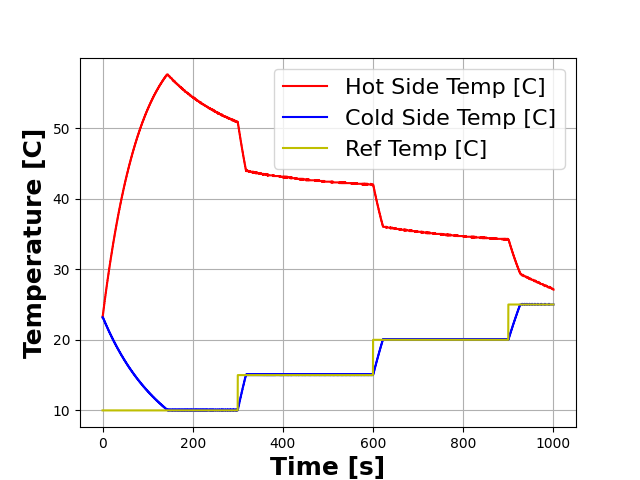 Hot Side Temp [C]
Cold Side Temp [C]
Ref Temp [C]
Temperature [C]
50
40
30
20
10
0
200
400
600
800
1000
Time [s]